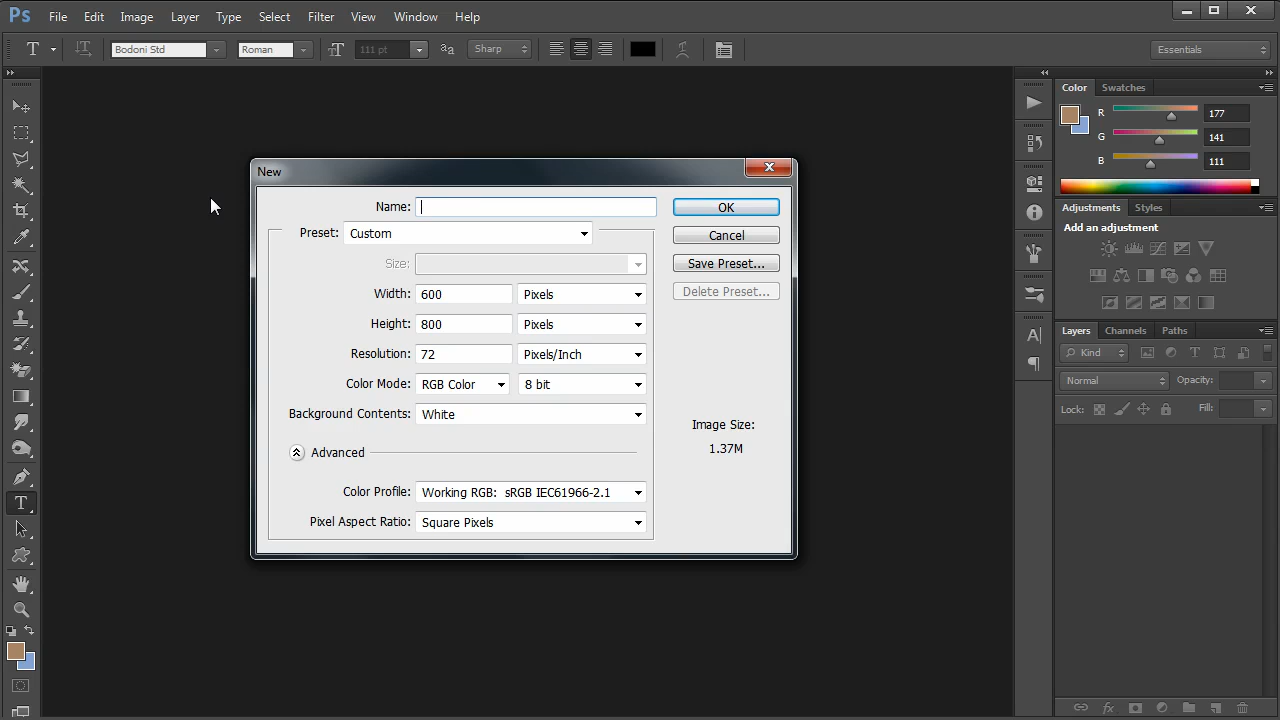 Ps File Edit Image Layer Type Select Filter View Window Help
T Bodoni Std Roman T 111 pt aa Sharp Essentials
Color Swatches
R 177
G 141
B 111
New
Name: OK
Preset: Custom Cancel
Size: Save Preset...
Width: 600 Pixels Delete Preset...
Height: 800 Pixels
Resolution: 72 Pixels/Inch
Color Mode: RGB Color 8 bit
Background Contents: White
Image Size:
1.37M
Advanced
Color Profile: Working RGB: sRGB IEC61966-2.1
Pixel Aspect Ratio: Square Pixels
Adjustments Styles
Add an adjustment
A
Layers Channels Paths
Kind T
Normal Opacity:
Lock: Fill:
T
fx